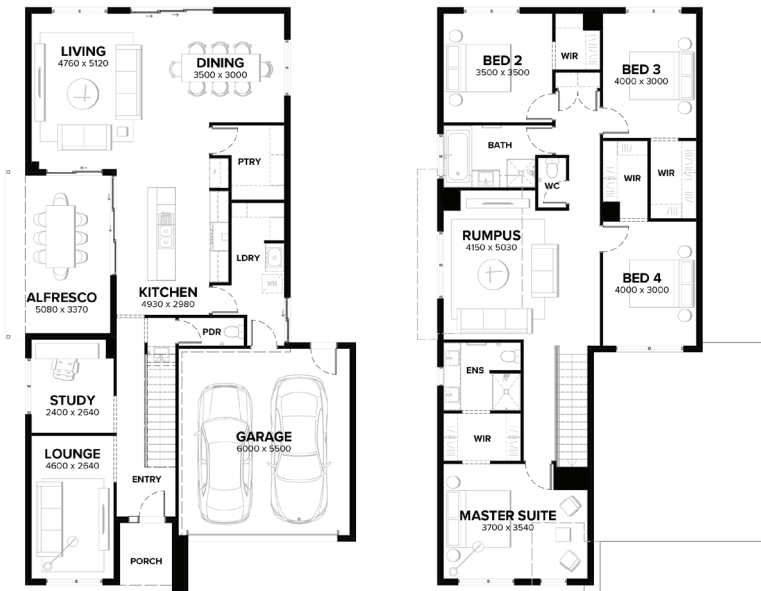 LIVING
4760 x 5120
DINING
3500 x 3000
PTRY
F
LDRY
WM
ALFRESCO
5080 x 3370
KITCHEN
4930 x 2980
PDR
STUDY
2400 x 2640
GARAGE
6000 x 5500
LOUNGE
4600 x 2640
ENTRY
PORCH
BED 2
3500 x 3500
WIR
BED 3
4000 x 3000
BATH
WC
WIR
WIR
RUMPUS
4150 x 5030
BED 4
4000 x 3000
ENS
WIR
MASTER SUITE
3700 x 3540